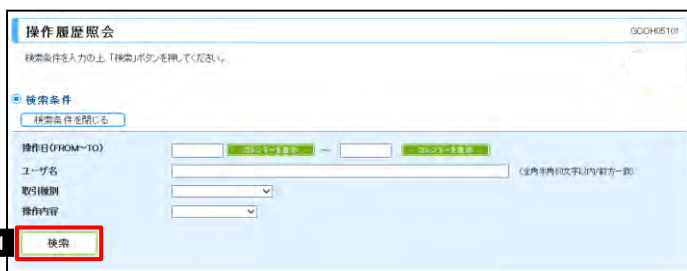 操作履歴照会 GCOH05101
検索条件を入力の上、「検索」ボタンを押してください。
検索条件
検索条件を閉じる
操作日(FROM～TO) カレンダーを表示 ― カレンダーを表示
ユーザ名 (全角半角60文字以内/前方一致)
取引種別
操作内容
1 検索